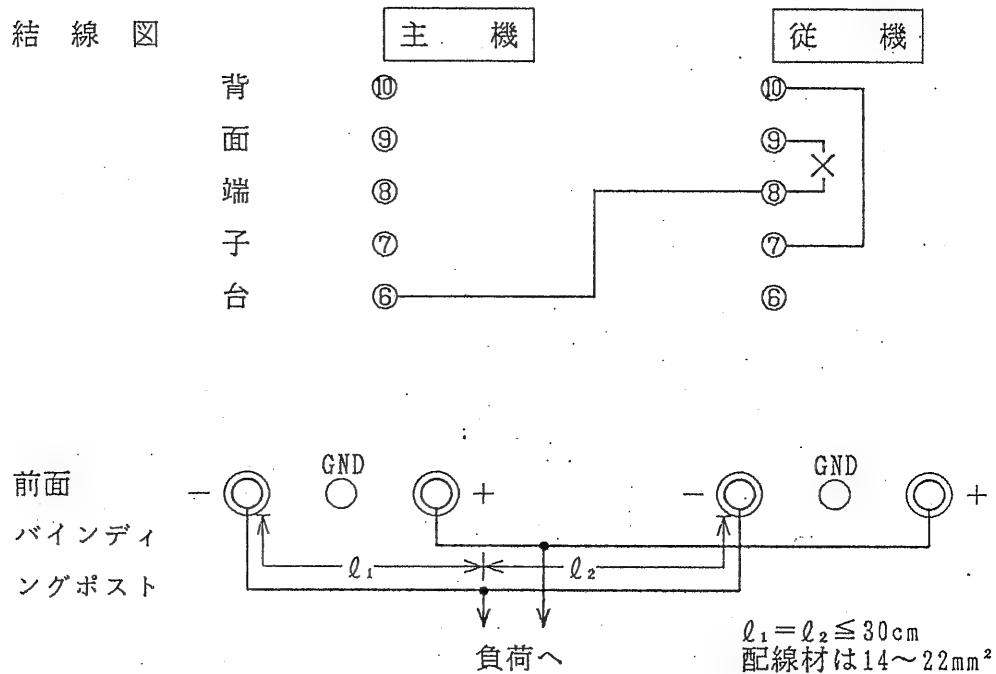 結線図 主機 従機
背 ⑩ ⑩
面 ⑨ ⑨
端 ⑧ ⑧
子 ⑦ ⑦
台 ⑥ ⑥
GND GND
前面 − + − +
バインディ
ℓ₁ ℓ₂
ングポスト
負荷へ
ℓ₁=ℓ₂≦30cm
配線材は14～22mm²